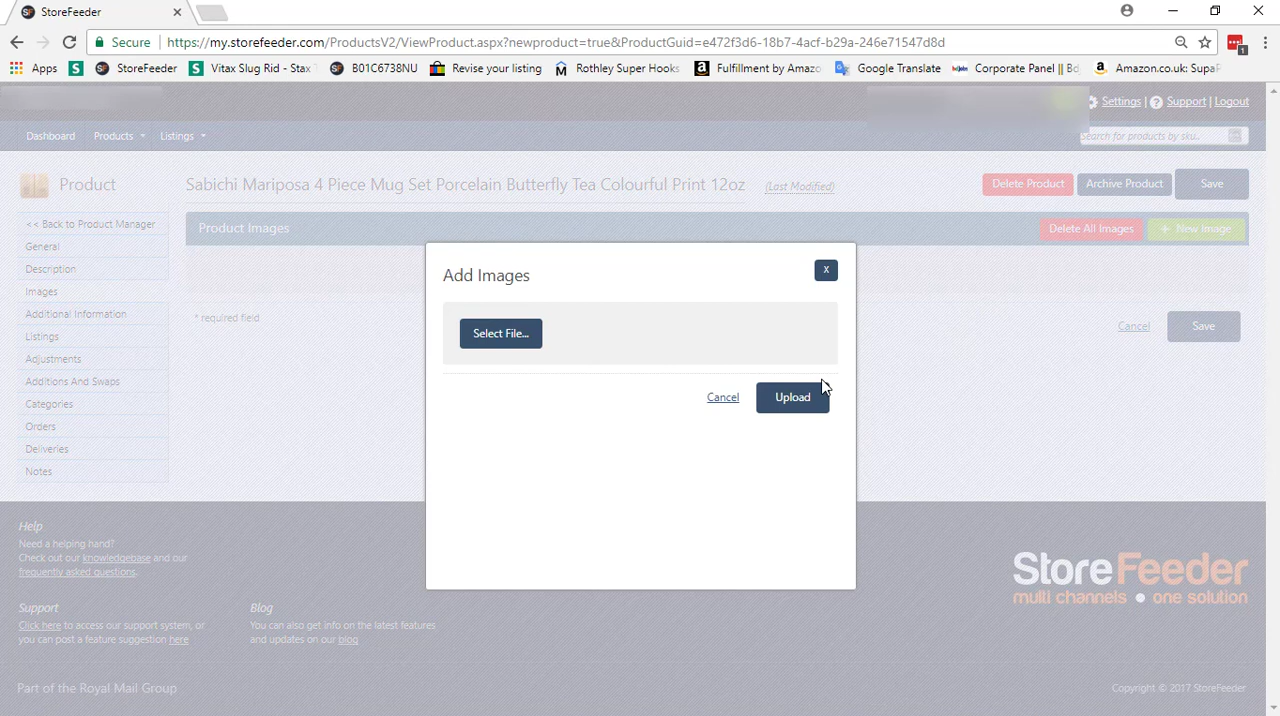 StoreFeeder
Secure https://my.storefeeder.com/ProductsV2/ViewProduct.aspx?newproduct=true&ProductGuid=e472f3d6-18b7-4acf-b29a-246e71547d8d
Apps StoreFeeder Vitax Slug Rid - Stax B01C6738NU Revise your listing Rothley Super Hooks Fulfillment by Amazo Google Translate Corporate Panel || Bo Amazon.co.uk: SupaF
Settings | Support | Logout
Dashboard Products Listings Search for products by sku...
Product
Sabichi Mariposa 4 Piece Mug Set Porcelain Butterfly Tea Colourful Print 12oz (Last Modified) Delete Product Archive Product Save
<< Back to Product Manager
General
Description
Images
Additional Information
Listings
Adjustments
Additions And Swaps
Categories
Orders
Deliveries
Notes
Product Images Delete All Images + New Image
* required field
Cancel Save
Add Images X
Select File...
Cancel Upload
Help
Need a helping hand?
Check out our knowledgebase and our
frequently asked questions.
Support
Click here to access our support system, or
you can post a feature suggestion here
Blog
You can also get info on the latest features
and updates on our blog
StoreFeeder
multi channels one solution
Part of the Royal Mail Group
Copyright © 2017 StoreFeeder